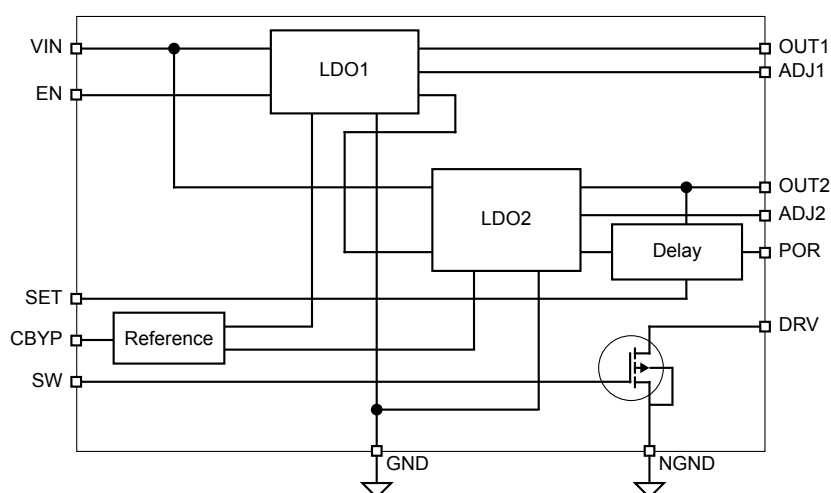 VIN
OUT1
LDO1
ADJ1
EN
OUT2
LDO2
ADJ2
Delay
POR
SET
DRV
CBYP
Reference
SW
GND
NGND